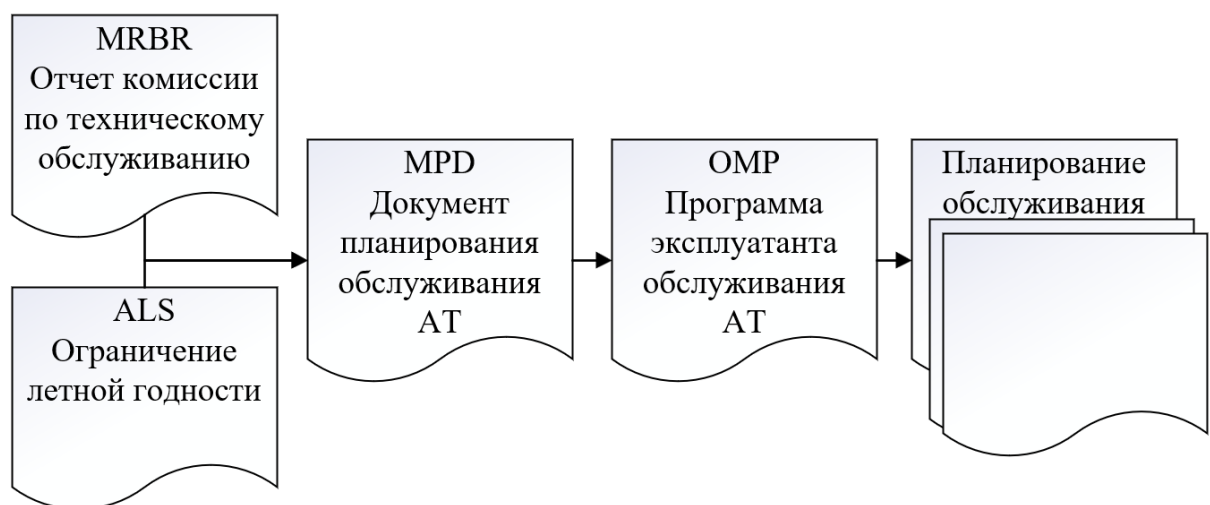 MRBR
Отчет комиссии
по техническому
обслуживанию
ALS
Ограничение
летной годности
MPD
Документ
планирования
обслуживания
АТ
OMP
Программа
эксплуатанта
обслуживания
АТ
Планирование
обслуживания